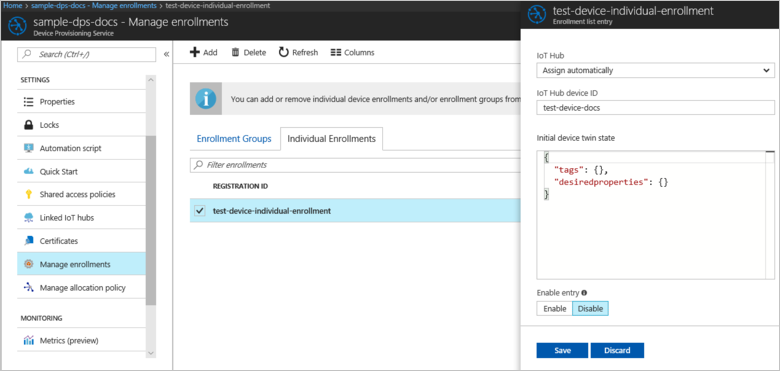 Home > sample-dps-docs - Manage enrollments > test-device-individual-enrollment
sample-dps-docs - Manage enrollments
Device Provisioning Service
Search (Ctrl+/)
«
SETTINGS
Properties
Locks
Automation script
Quick Start
Shared access policies
Linked IoT hubs
Certificates
Manage enrollments
Manage allocation policy
MONITORING
Metrics (preview)
Add
Delete
Refresh
Columns
You can add or remove individual device enrollments and/or enrollment groups from
Enrollment Groups
Individual Enrollments
Filter enrollments
REGISTRATION ID
test-device-individual-enrollment
test-device-individual-enrollment
Enrollment list entry
IoT Hub
Assign automatically
IoT Hub device ID
test-device-docs
Initial device twin state
{
"tags": {},
"desiredproperties": {}
}
Enable entry
Enable Disable
Save Discard